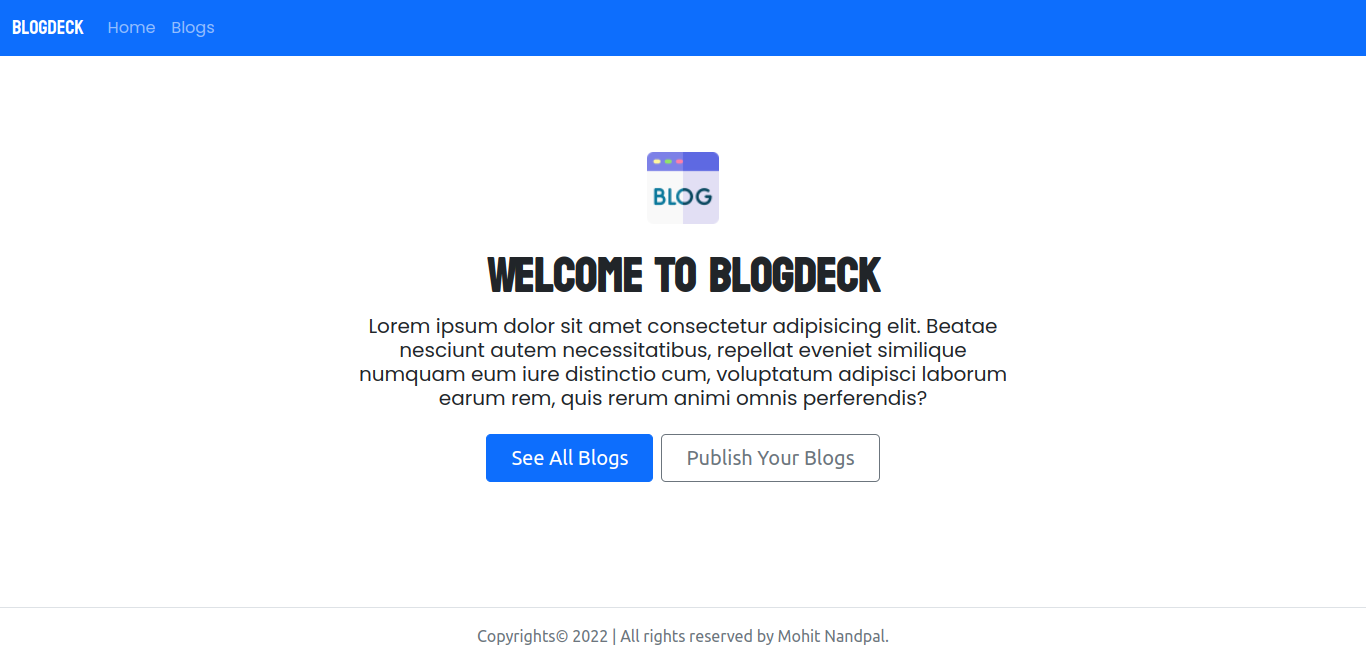 BLOGDECK Home Blogs
BLOG
WELCOME TO BLOGDECK
Lorem ipsum dolor sit amet consectetur adipisicing elit. Beatae
nesciunt autem necessitatibus, repellat eveniet similique
numquam eum iure distinctio cum, voluptatum adipisci laborum
earum rem, quis rerum animi omnis perferendis?
See All Blogs Publish Your Blogs
Copyrights© 2022 | All rights reserved by Mohit Nandpal.